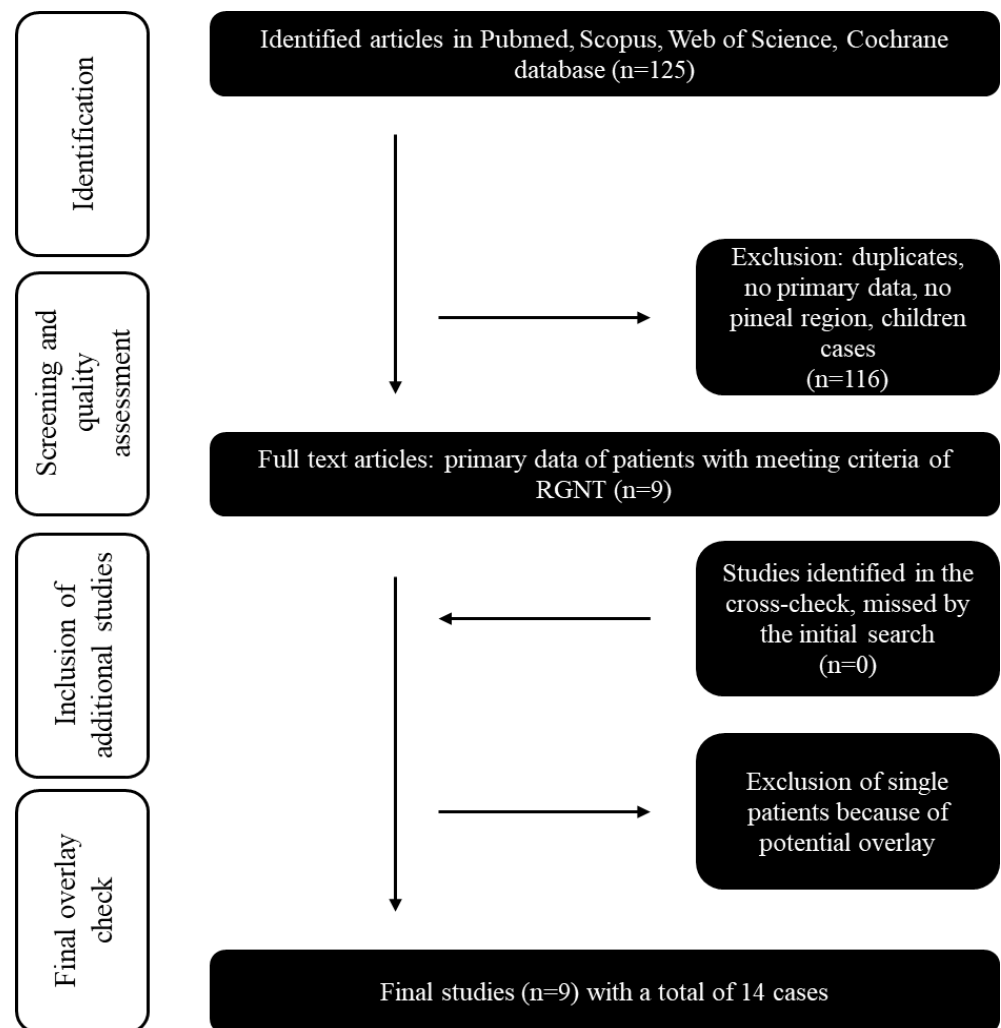 Identification
Identified articles in Pubmed, Scopus, Web of Science, Cochrane
database (n=125)
Screening and
quality
assessment
Exclusion: duplicates,
no primary data, no
pineal region, children
cases
(n=116)
Full text articles: primary data of patients with meeting criteria of
RGNT (n=9)
Inclusion of
additional studies
Studies identified in the
cross-check, missed by
the initial search
(n=0)
Final overlay
check
Exclusion of single
patients because of
potential overlay
Final studies (n=9) with a total of 14 cases